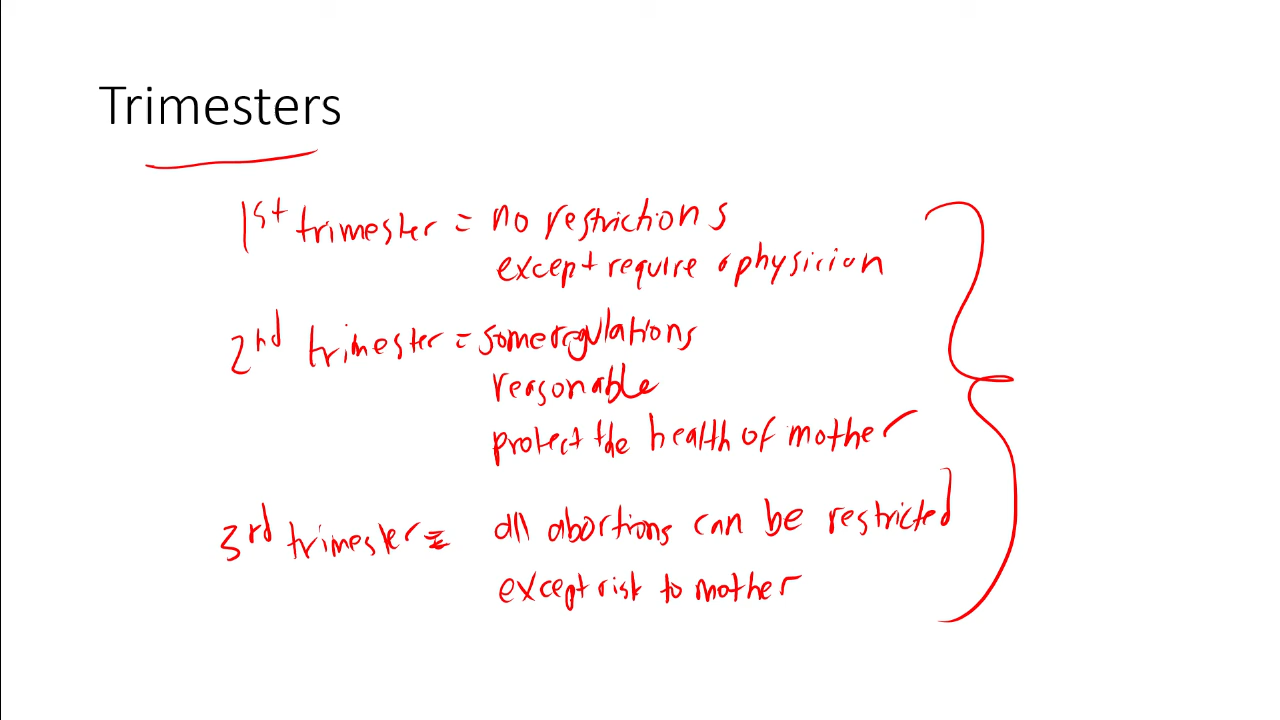 Trimesters
1st trimester = no restrictions
except require a physician
2nd trimester = some regulations
reasonable
protect the health of mother
3rd trimester = all abortions can be restricted
except risk to mother